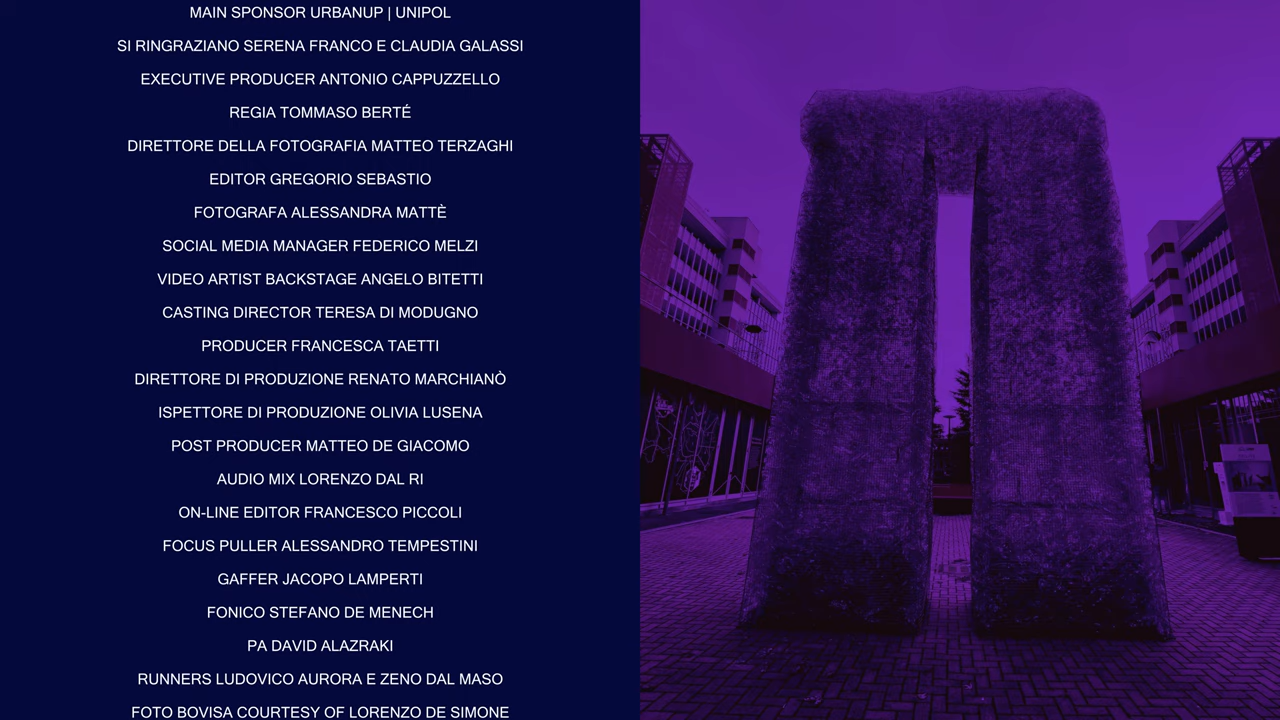 MAIN SPONSOR URBANUP | UNIPOL
SI RINGRAZIANO SERENA FRANCO E CLAUDIA GALASSI
EXECUTIVE PRODUCER ANTONIO CAPPUZZELLO
REGIA TOMMASO BERTÉ
DIRETTORE DELLA FOTOGRAFIA MATTEO TERZAGHI
EDITOR GREGORIO SEBASTIO
FOTOGRAFA ALESSANDRA MATTÈ
SOCIAL MEDIA MANAGER FEDERICO MELZI
VIDEO ARTIST BACKSTAGE ANGELO BITETTI
CASTING DIRECTOR TERESA DI MODUGNO
PRODUCER FRANCESCA TAETTI
DIRETTORE DI PRODUZIONE RENATO MARCHIANÒ
ISPETTORE DI PRODUZIONE OLIVIA LUSENA
POST PRODUCER MATTEO DE GIACOMO
AUDIO MIX LORENZO DAL RI
ON-LINE EDITOR FRANCESCO PICCOLI
FOCUS PULLER ALESSANDRO TEMPESTINI
GAFFER JACOPO LAMPERTI
FONICO STEFANO DE MENECH
PA DAVID ALAZRAKI
RUNNERS LUDOVICO AURORA E ZENO DAL MASO
FOTO BOVISA COURTESY OF LORENZO DE SIMONE